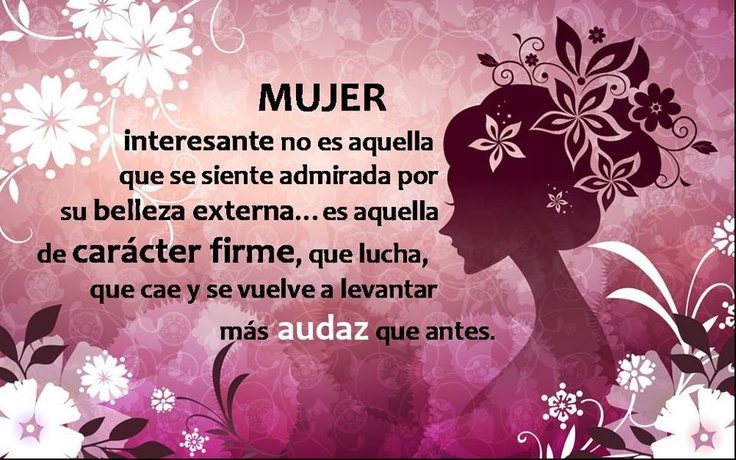 MUJER
interesante no es aquella
que se siente admirada por
su belleza externa... es aquella
de carácter firme, que lucha,
que cae y se vuelve a levantar
más audaz que antes.